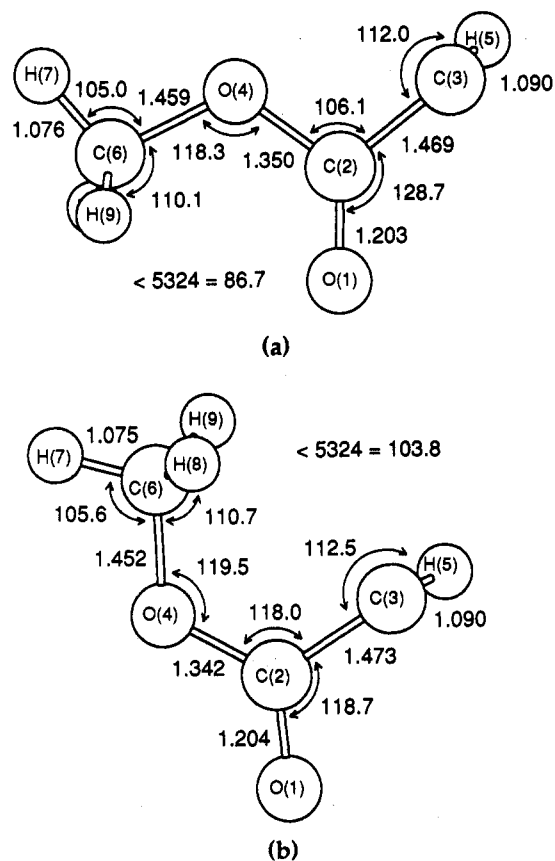 112.0
H(5)
H(7)
105.0
1.459
O(4)
C(3)
1.090
1.076
106.1
C(6)
118.3
1.350
C(2)
1.469
H(9)
110.1
128.7
1.203
< 5324 = 86.7
O(1)
(a)
H(9)
1.075
H(8)
< 5324 = 103.8
H(7)
C(6)
105.6
110.7
112.5
H(5)
1.452
119.5
C(3)
O(4)
118.0
1.090
1.342
C(2)
1.473
118.7
1.204
O(1)
(b)